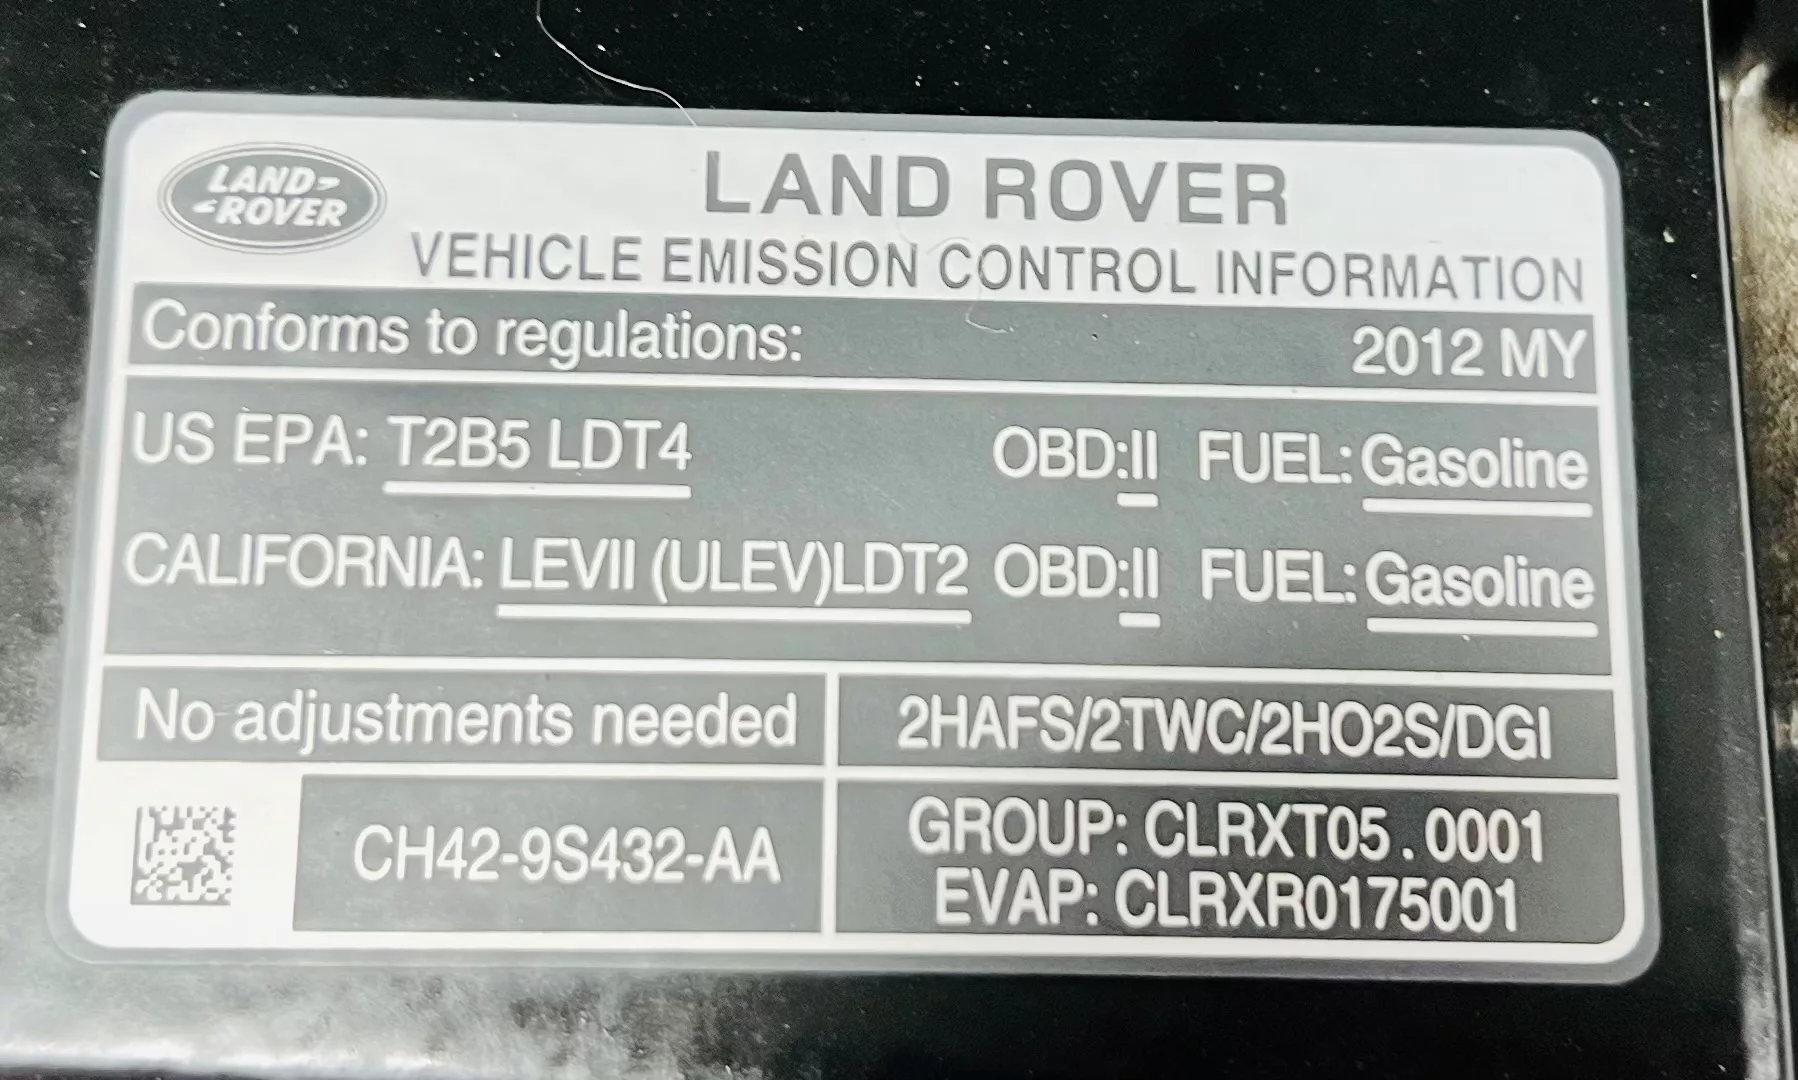 LAND
ROVER
LAND ROVER
VEHICLE EMISSION CONTROL INFORMATION
Conforms to regulations: 2012 MY
US EPA: T2B5 LDT4 OBD:II FUEL: Gasoline
CALIFORNIA: LEVII (ULEV)LDT2 OBD:II FUEL: Gasoline
No adjustments needed 2HAFS/2TWC/2HO2S/DGI
CH42-9S432-AA
GROUP: CLRXT05.0001
EVAP: CLRXR0175001